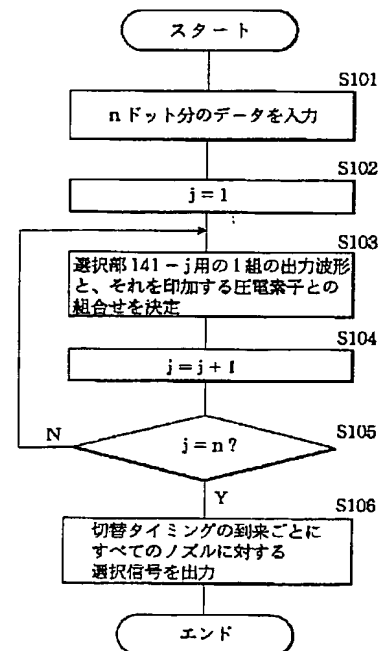 スタート
S101
nドット分のデータを入力
S102
j=1
S103
選択部141-j用の1組の出力波形
と、それを印加する圧電素子との
組合せを決定
S104
j=j+1
S105
N
j=n?
Y
S106
切替タイミングの到来ごとに
すべてのノズルに対する
選択信号を出力
エンド